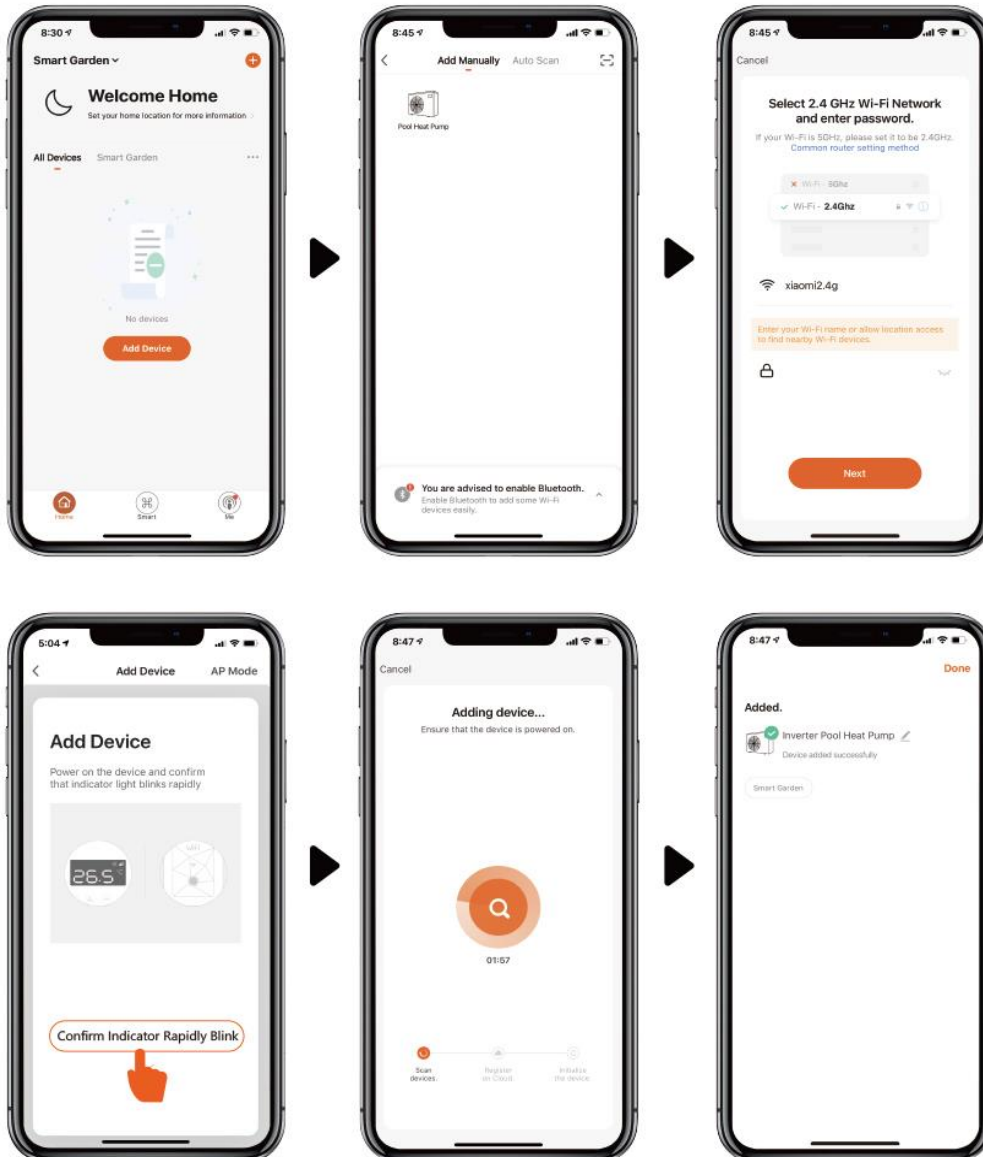 8:30
Smart Garden
Welcome Home
Set your home location for more information
All Devices Smart Garden
No devices
Add Device
Home Smart Me
8:45
Add Manually Auto Scan
Pool Heat Pump
You are advised to enable Bluetooth.
Enable Bluetooth to add some Wi-Fi
devices easily.
8:45
Cancel
Select 2.4 GHz Wi-Fi Network
and enter password.
If your Wi-Fi is 5GHz, please set it to be 2.4GHz.
Common router setting method
Wi-Fi - 5Ghz
Wi-Fi - 2.4Ghz
xiaomi2.4g
Enter your Wi-Fi name or allow location access
to find nearby Wi-Fi devices.
Next
5:04
Add Device AP Mode
Add Device
Power on the device and confirm
that indicator light blinks rapidly
26.5
Confirm Indicator Rapidly Blink
8:47
Cancel
Adding device...
Ensure that the device is powered on.
01:57
Scan
devices.
Register
on Cloud.
Initialize
the device.
8:47
Done
Added.
Inverter Pool Heat Pump
Device added successfully
Smart Garden